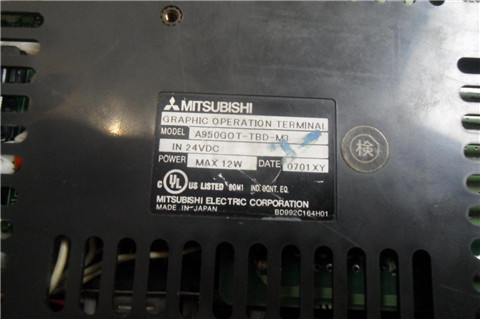 MITSUBISHI
GRAPHIC OPERATION TERMINAL
MODEL A950GOT-TBD-M3
IN 24VDC
POWER MAX 12W DATE 0701XY
C UL US LISTED 80M1 IND.CONT.EQ.
MITSUBISHI ELECTRIC CORPORATION
MADE IN JAPAN BD992C164H01
検